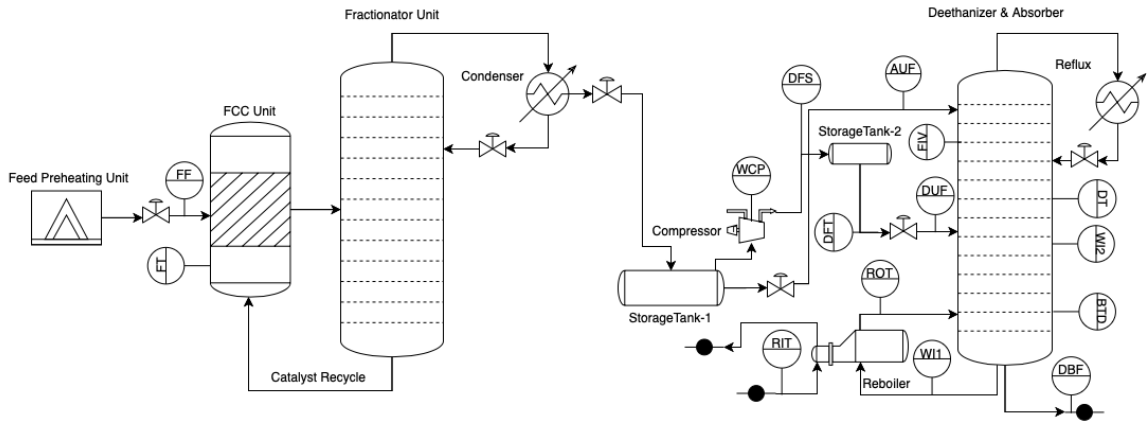 Fractionator Unit
Deethanizer & Absorber
Condenser
DFS
AUF
Reflux
FCC Unit
StorageTank-2
FIV
Feed Preheating Unit
FF
WCP
DUF
DT
Compressor
DFT
WI2
FT
ROT
StorageTank-1
BTD
RIT
WI1
Catalyst Recycle
Reboiler
DBF